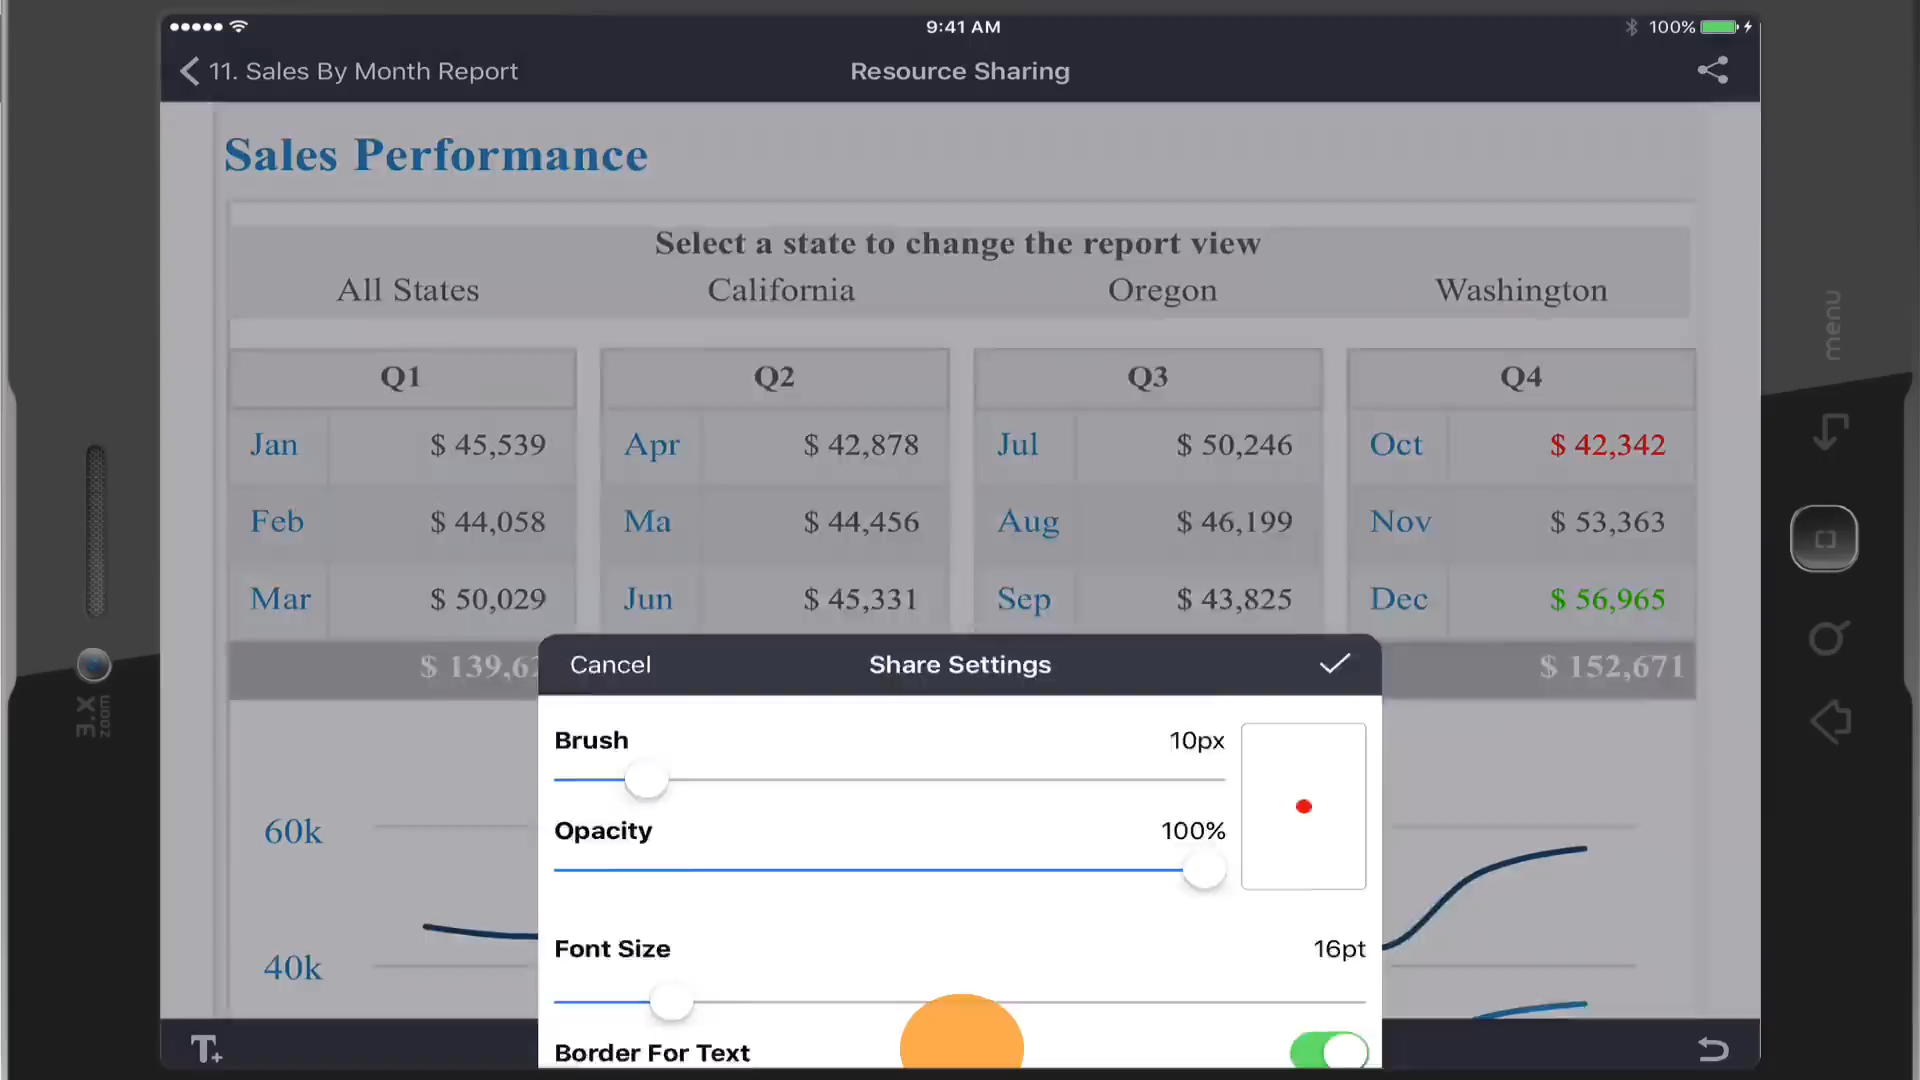 9:41 AM
100%
11. Sales By Month Report
Resource Sharing
Sales Performance
Select a state to change the report view
All States California Oregon Washington
Q1 Q2 Q3 Q4
Jan $ 45,539 Apr $ 42,878 Jul $ 50,246 Oct $ 42,342
Feb $ 44,058 Ma $ 44,456 Aug $ 46,199 Nov $ 53,363
Mar $ 50,029 Jun $ 45,331 Sep $ 43,825 Dec $ 56,965
$ 139,6 $ 152,671
Cancel Share Settings
Brush 10px
Opacity 100%
60k
Font Size 16pt
40k
Border For Text
T+
menu
3.X
zoom